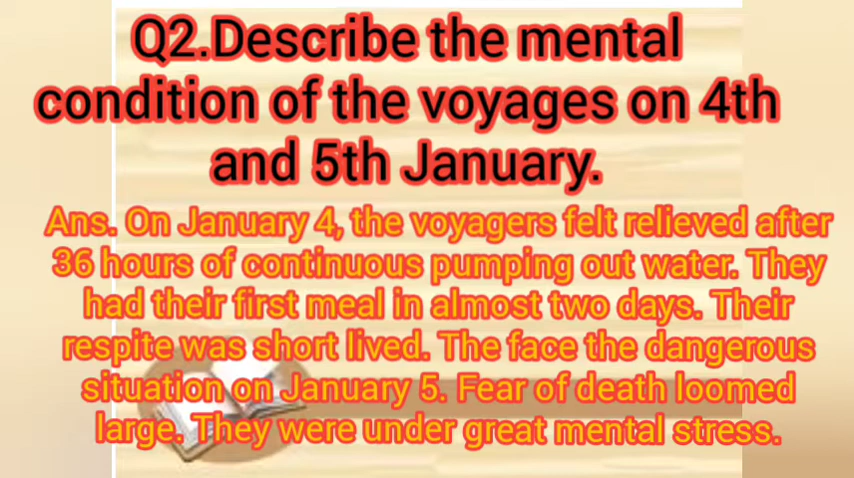 Q2.Describe the mental
condition of the voyages on 4th
and 5th January.
Ans. On January 4, the voyagers felt relieved after
36 hours of continuous pumping out water. They
had their first meal in almost two days. Their
respite was short lived. The face the dangerous
situation on January 5. Fear of death loomed
large. They were under great mental stress.